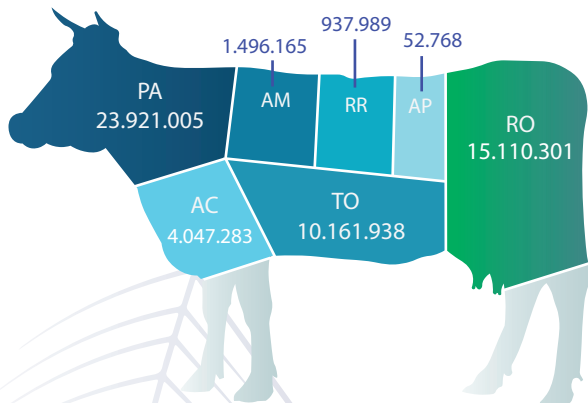 1.496.165
937.989
52.768
PA
23.921.005
AM
RR
AP
RO
15.110.301
AC
4.047.283
TO
10.161.938